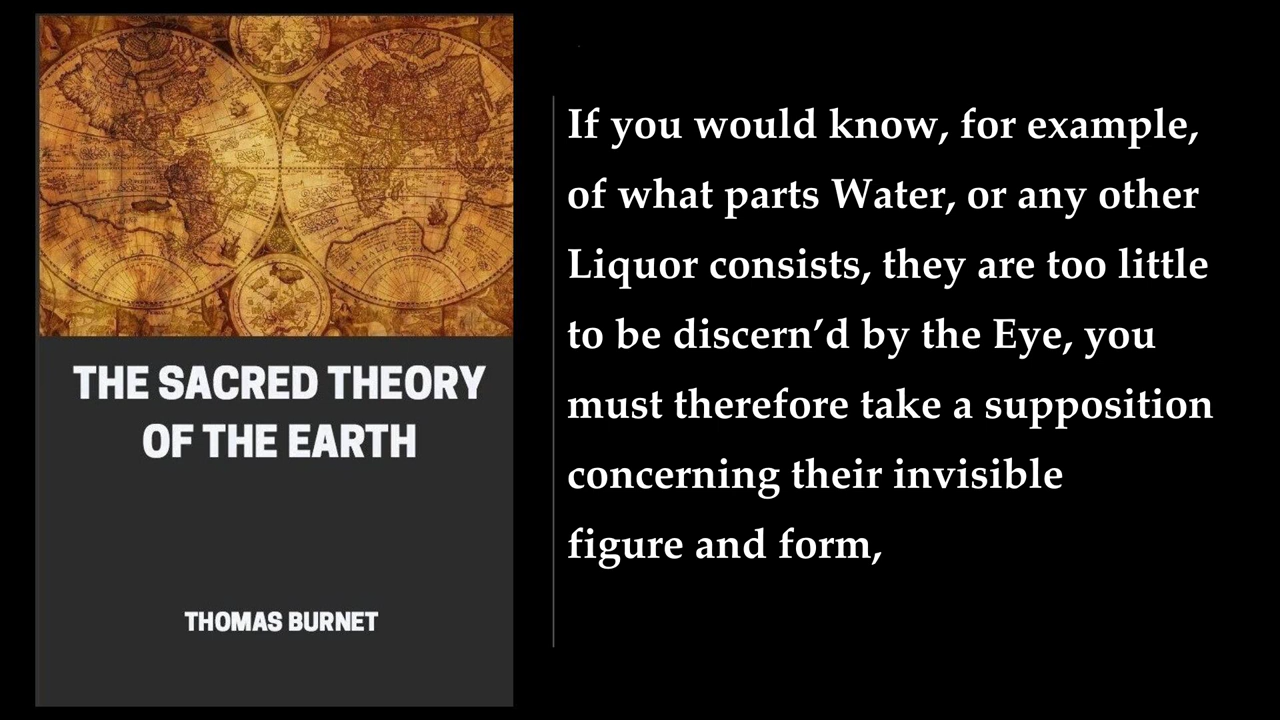 THE SACRED THEORY
OF THE EARTH
THOMAS BURNET
If you would know, for example,
of what parts Water, or any other
Liquor consists, they are too little
to be discern’d by the Eye, you
must therefore take a supposition
concerning their invisible
figure and form,